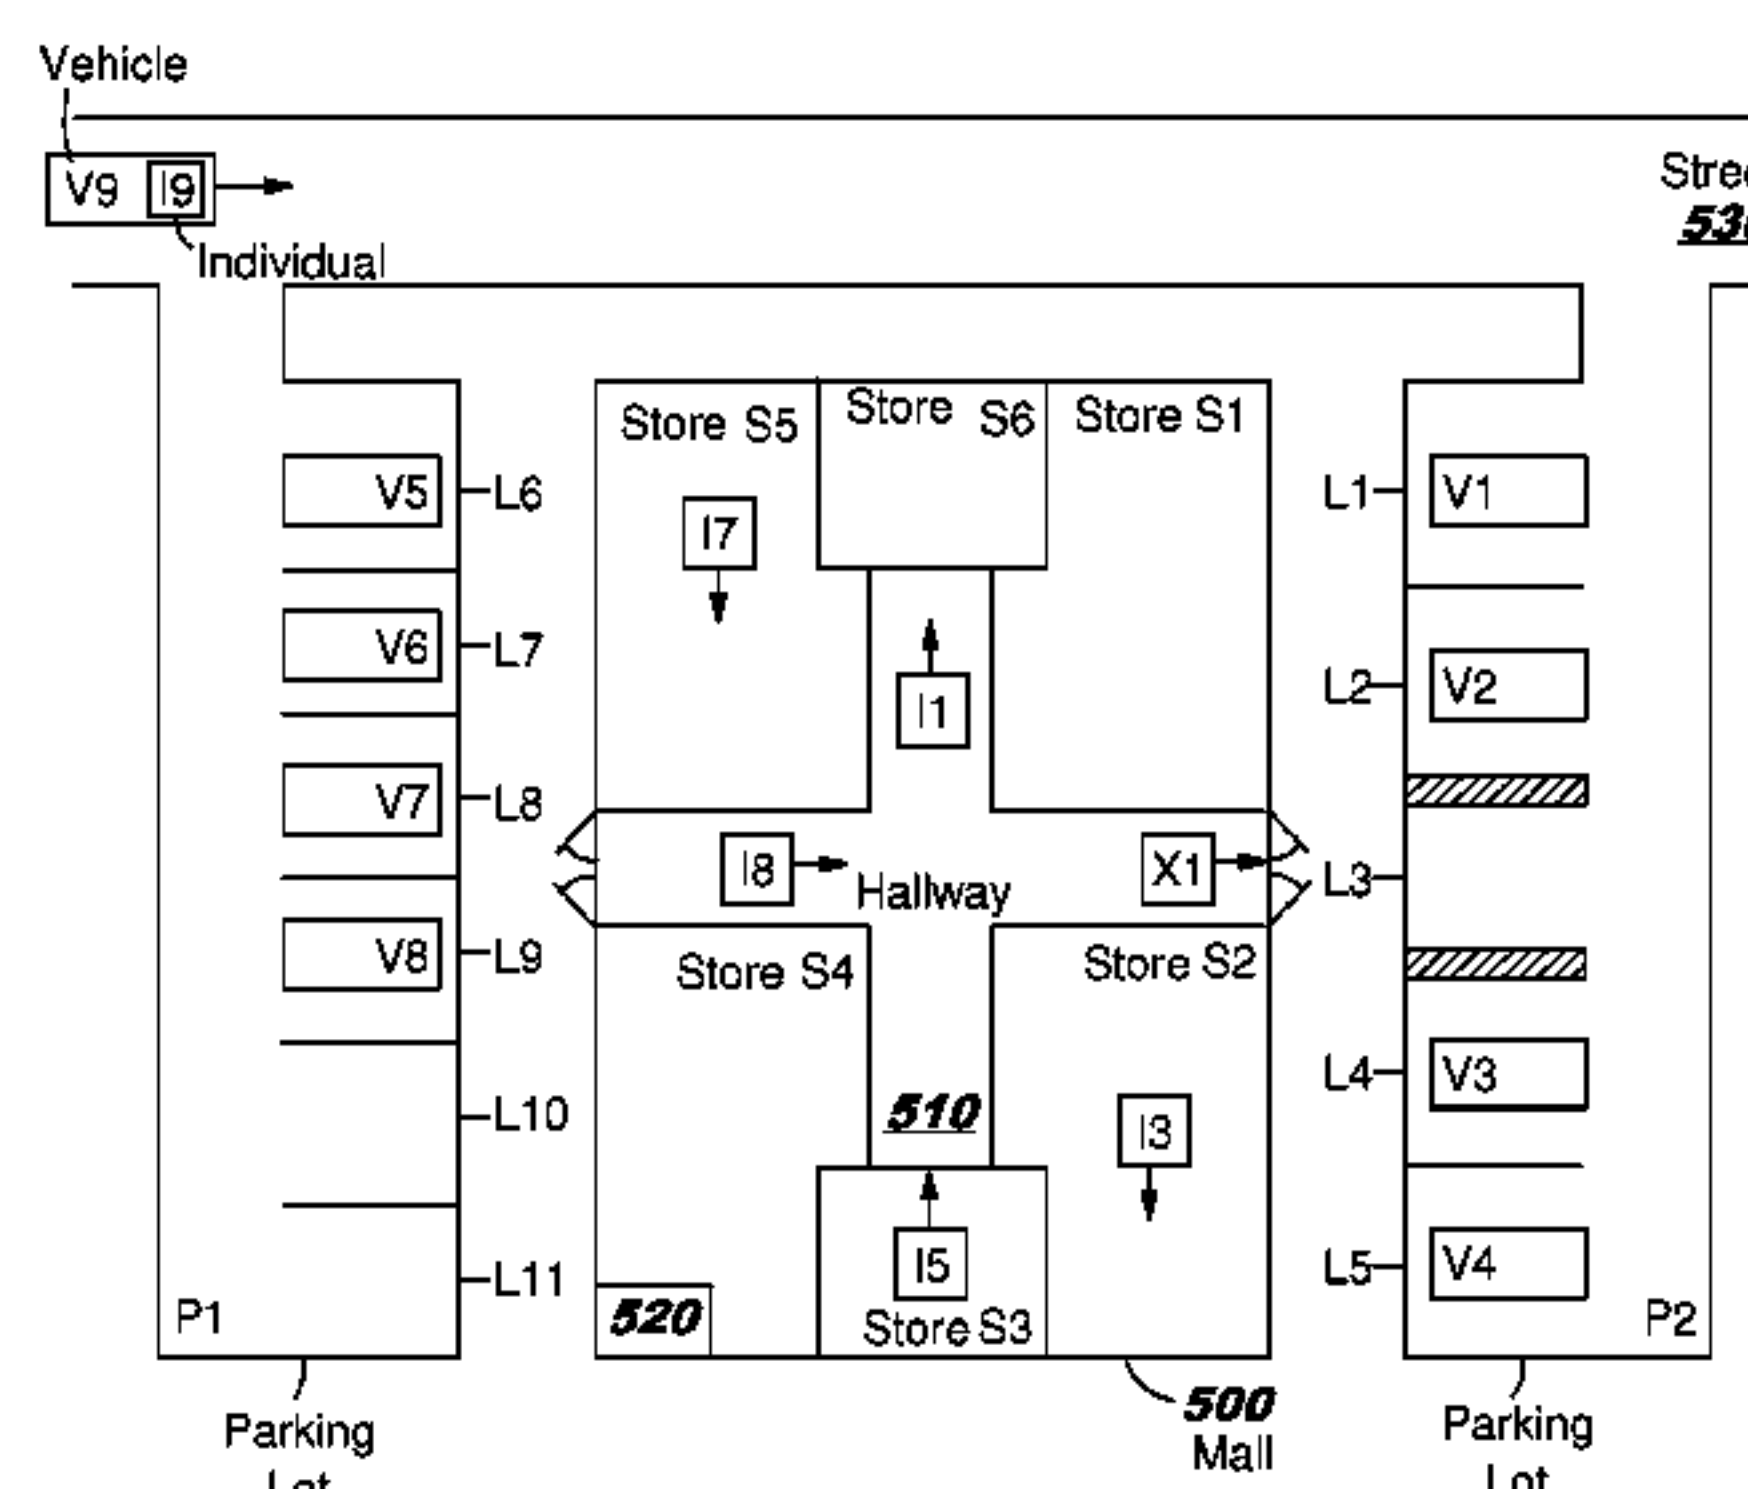 Vehicle
V9 I9
Individual
Store S5
Store S6
Store S1
V5 L6
L1 V1
I7
V6 L7
L2 V2
I1
V7 L8
I8
Hallway
X1
L3
V8 L9
Store S4
Store S2
L4 V3
L10
510
I3
L11
I5
L5 V4
P1
520
Store S3
P2
500
Mall
Parking
Lot
Parking
Lot